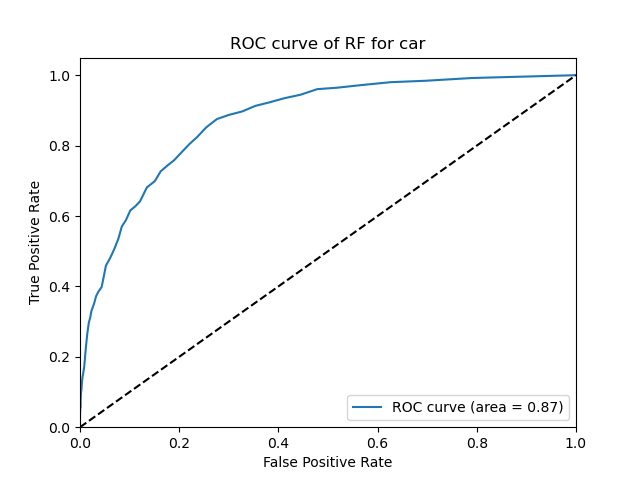 ROC curve of RF for car
True Positive Rate
1.0
0.8
0.6
0.4
0.2
0.0
ROC curve (area = 0.87)
0.0 0.2 0.4 0.6 0.8 1.0
False Positive Rate